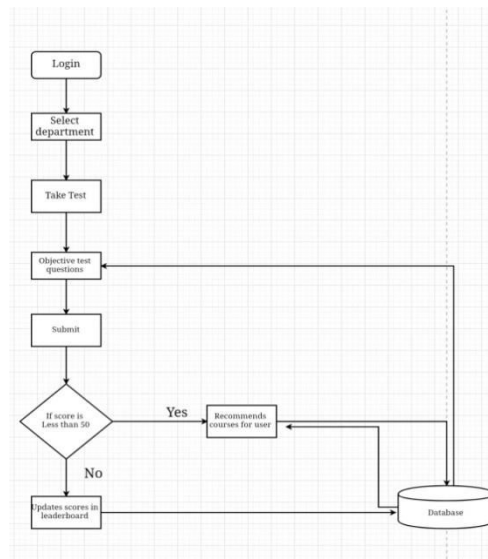 Login
Select
department
Take Test
Objective test
questions
Submit
If score is
Less than 50
Yes
Recommends
courses for user
No
Updates scores in
leaderboard
Database